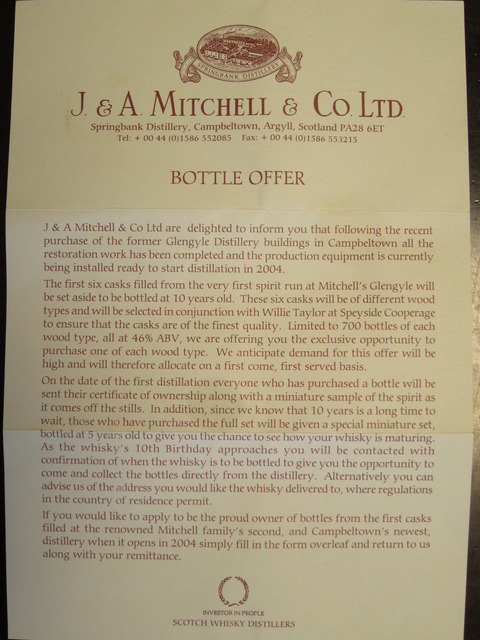 SPRINGBANK DISTILLERY
J. & A. MITCHELL & CO. LTD.
Springbank Distillery, Campbeltown, Argyll, Scotland PA28 6ET
Tel: + 00 44 (0)1586 552085 Fax: + 00 44 (0)1586 553215
BOTTLE OFFER
J & A Mitchell & Co Ltd are delighted to inform you that following the recent
purchase of the former Glengyle Distillery buildings in Campbeltown all the
restoration work has been completed and the production equipment is currently
being installed ready to start distillation in 2004.
The first six casks filled from the very first spirit run at Mitchell's Glengyle will
be set aside to be bottled at 10 years old. These six casks will be of different wood
types and will be selected in conjunction with Willie Taylor at Speyside Cooperage
to ensure that the casks are of the finest quality. Limited to 700 bottles of each
wood type, all at 46% ABV, we are offering you the exclusive opportunity to
purchase one of each wood type. We anticipate demand for this offer will be
high and will therefore allocate on a first come, first served basis.
On the date of the first distillation everyone who has purchased a bottle will be
sent their certificate of ownership along with a miniature sample of the spirit as
it comes off the stills. In addition, since we know that 10 years is a long time to
wait, those who have purchased the full set will be given a special miniature set,
bottled at 5 years old to give you the chance to see how your whisky is maturing.
As the whisky's 10th Birthday approaches you will be contacted with
confirmation of when the whisky is to be bottled to give you the opportunity to
come and collect the bottles directly from the distillery. Alternatively you can
advise us of the address you would like the whisky delivered to, where regulations
in the country of residence permit.
If you would like to apply to be the proud owner of bottles from the first casks
filled at the renowned Mitchell family's second, and Campbeltown's newest,
distillery when it opens in 2004 simply fill in the form overleaf and return to us
along with your remittance.
INVESTOR IN PEOPLE
SCOTCH WHISKY DISTILLERS